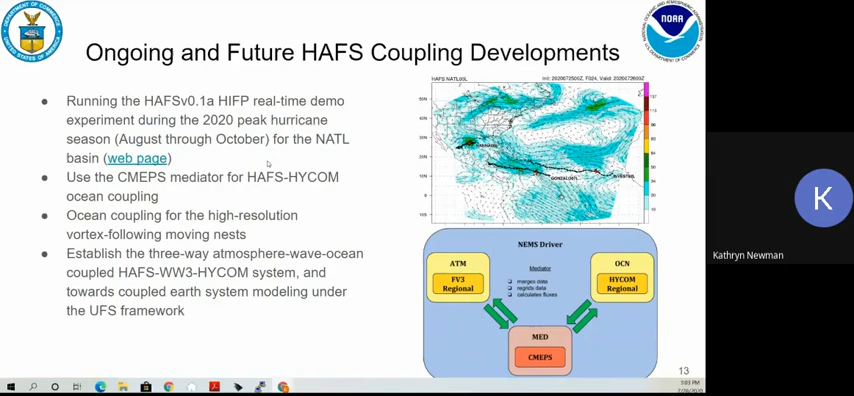 Ongoing and Future HAFS Coupling Developments
NOAA
● Running the HAFSv0.1a HIFP real-time demo
experiment during the 2020 peak hurricane
season (August through October) for the NATL
basin (web page)
● Use the CMEPS mediator for HAFS-HYCOM
ocean coupling
● Ocean coupling for the high-resolution
vortex-following moving nests
● Establish the three-way atmosphere-wave-ocean
coupled HAFS-WW3-HYCOM system, and
towards coupled earth system modeling under
the UFS framework
NEMS Driver
ATM
FV3
Regional
Mediator
❑ merges data
❑ regrids data
❑ calculates fluxes
OCN
HYCOM
Regional
MED
CMEPS
13
K
Kathryn Newman